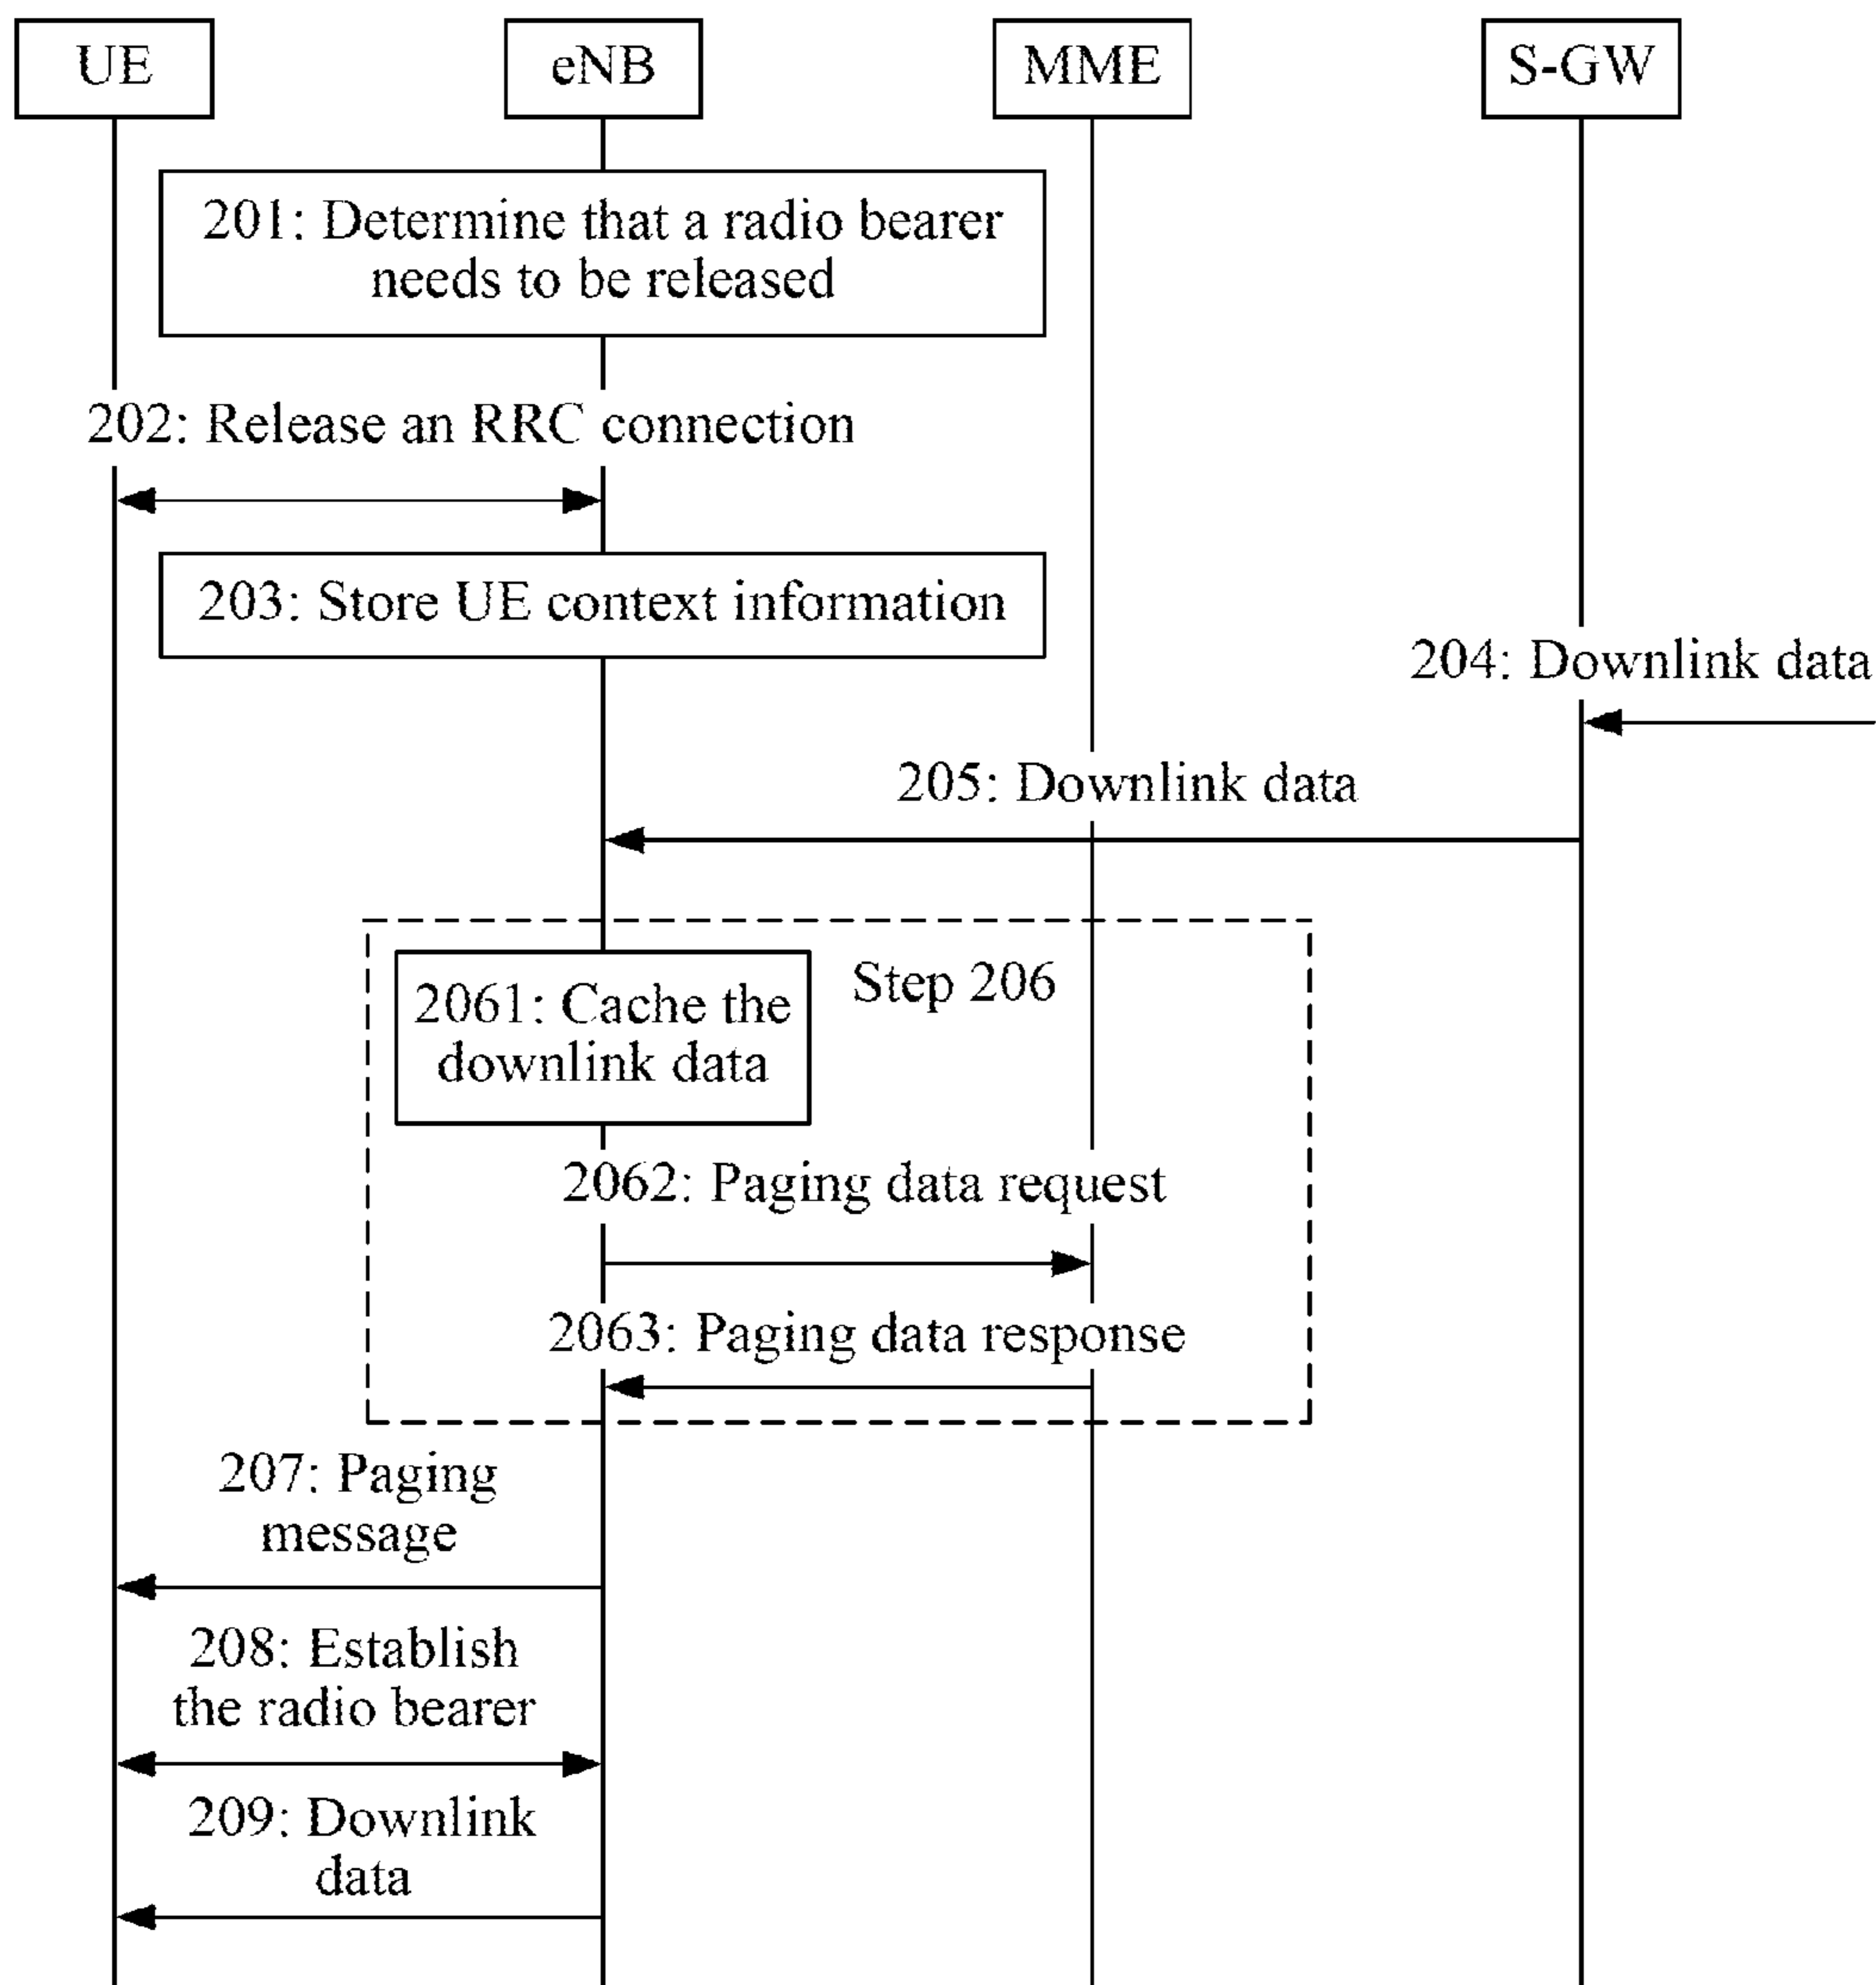 UE
eNB
MME
S-GW
201: Determine that a radio bearer
needs to be released
202: Release an RRC connection
203: Store UE context information
204: Downlink data
205: Downlink data
Step 206
2061: Cache the
downlink data
2062: Paging data request
2063: Paging data response
207: Paging
message
208: Establish
the radio bearer
209: Downlink
data